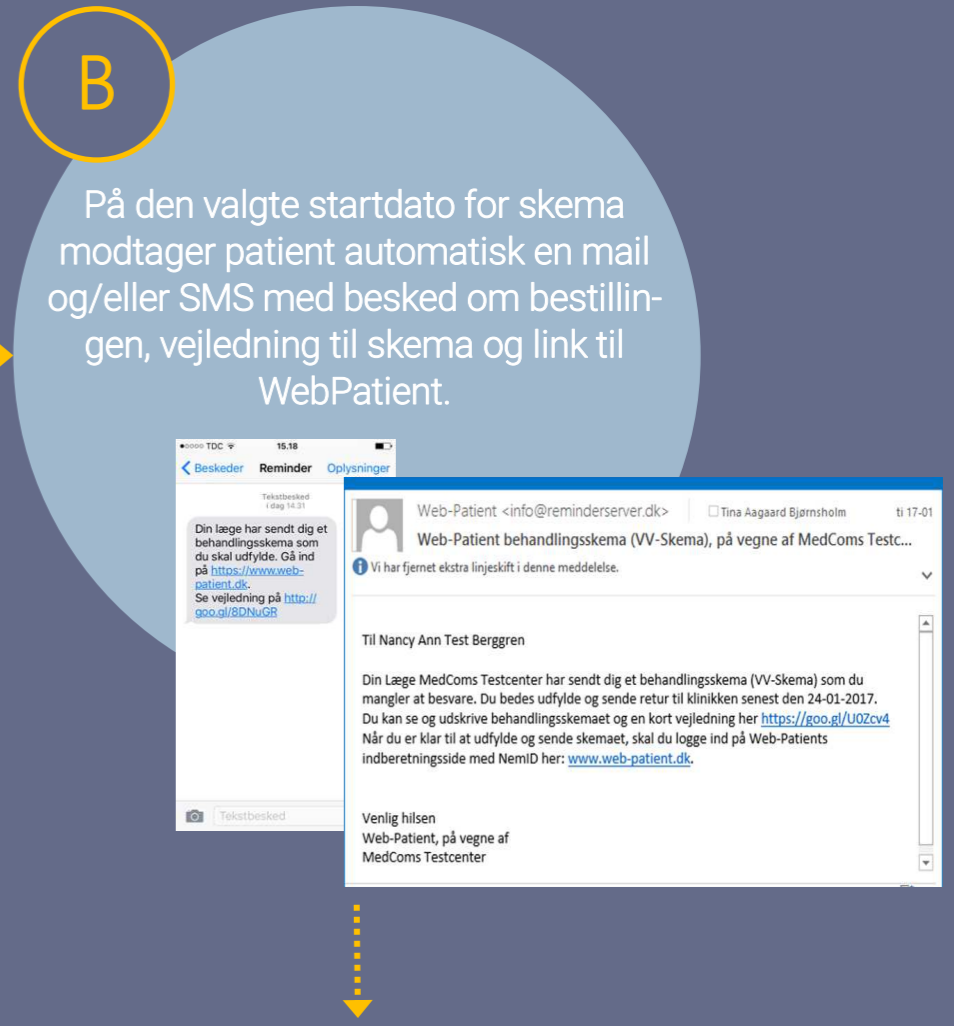 B
På den valgte startdato for skema
modtager patient automatisk en mail
og/eller SMS med besked om bestillin-
gen, vejledning til skema og link til
WebPatient.
TDC 15.18
Beskeder Reminder Oplysninger
Tekstbesked
i dag 14.31
Din læge har sendt dig et
behandlingsskema som
du skal udfylde. Gå ind
på https://www.web-
patient.dk.
Se vejledning på http://
goo.gl/8DNuGR
Tekstbesked
Web-Patient <info@reminderserver.dk> Tina Aagaard Bjørnsholm ti 17-01
Web-Patient behandlingsskema (VV-Skema), på vegne af MedComs Testc...
Vi har fjernet ekstra linjeskift i denne meddelelse.
Til Nancy Ann Test Berggren
Din Læge MedComs Testcenter har sendt dig et behandlingsskema (VV-Skema) som du
mangler at besvare. Du bedes udfylde og sende retur til klinikken senest den 24-01-2017.
Du kan se og udskrive behandlingsskemaet og en kort vejledning her https://goo.gl/U0Zcv4
Når du er klar til at udfylde og sende skemaet, skal du logge ind på Web-Patients
indberetningsside med NemID her: www.web-patient.dk.
Venlig hilsen
Web-Patient, på vegne af
MedComs Testcenter